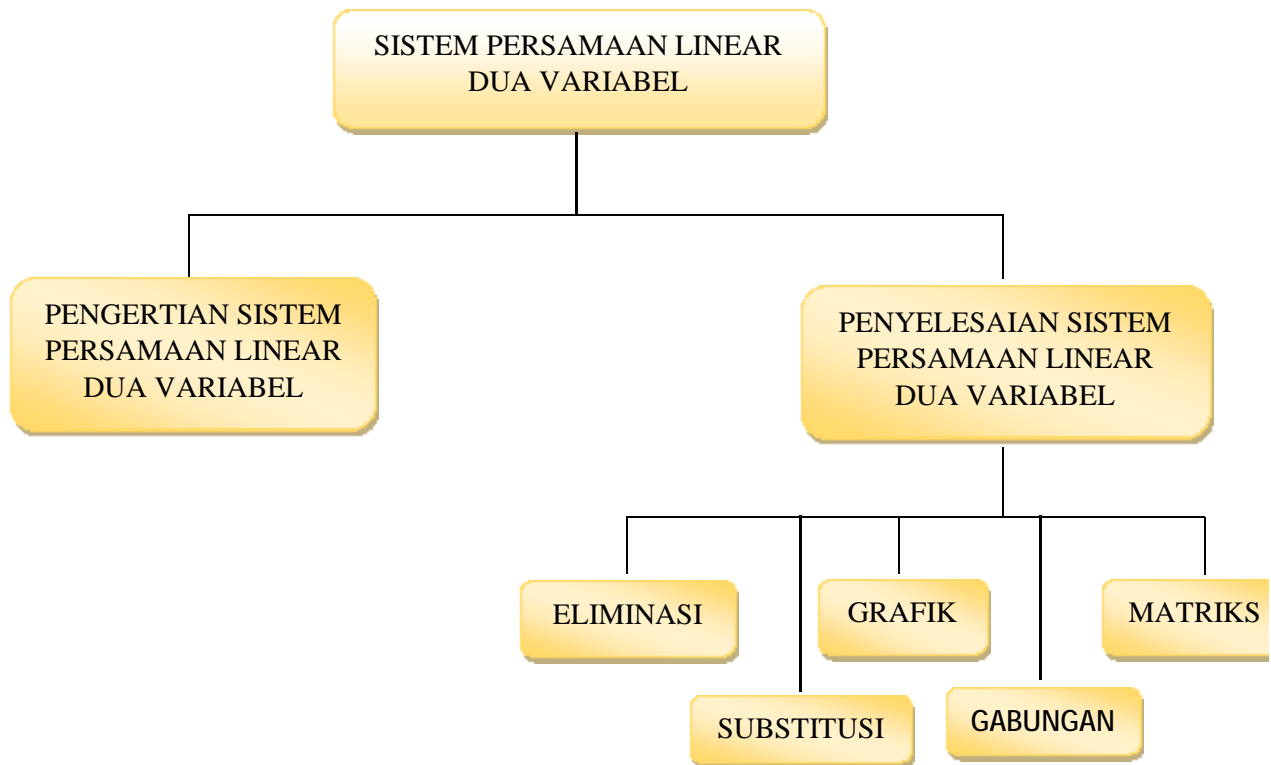 SISTEM PERSAMAAN LINEAR
DUA VARIABEL
PENGERTIAN SISTEM
PERSAMAAN LINEAR
DUA VARIABEL
PENYELESAIAN SISTEM
PERSAMAAN LINEAR
DUA VARIABEL
ELIMINASI
GRAFIK
MATRIKS
SUBSTITUSI
GABUNGAN